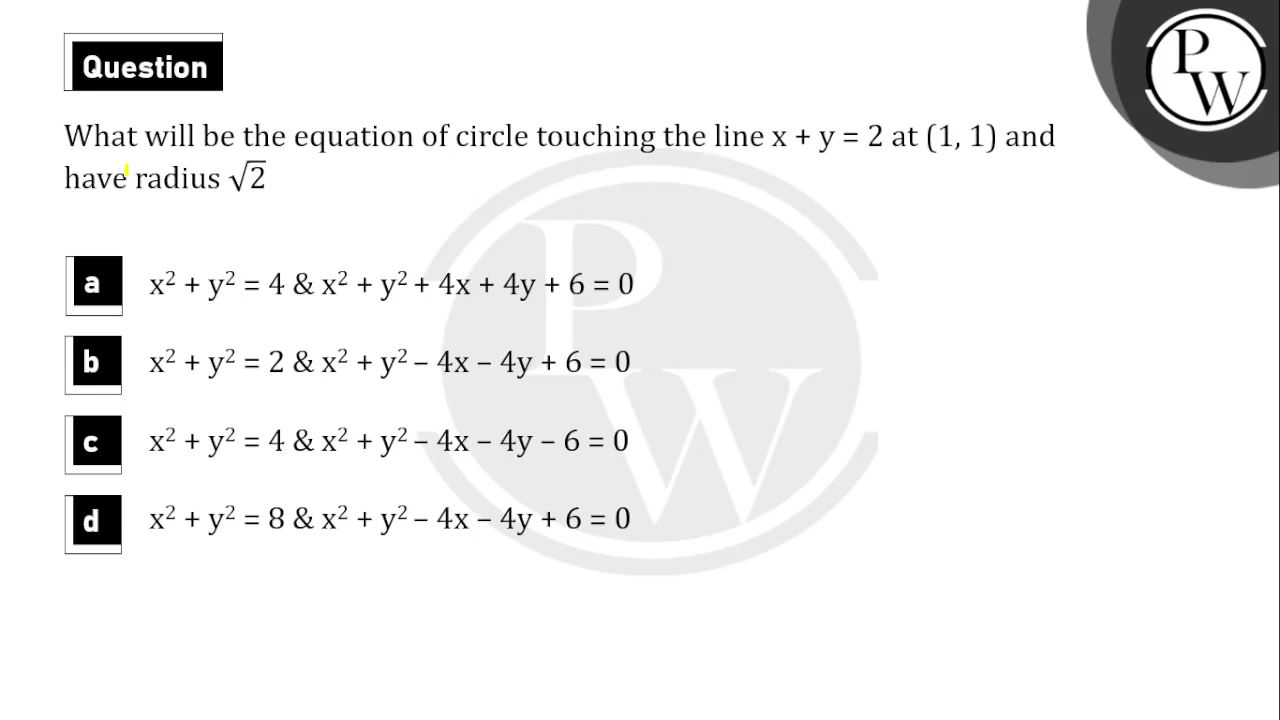 Question
PW
What will be the equation of circle touching the line x + y = 2 at (1, 1) and
have radius √2
a x² + y² = 4 & x² + y² + 4x + 4y + 6 = 0
b x² + y² = 2 & x² + y² – 4x – 4y + 6 = 0
c x² + y² = 4 & x² + y² – 4x – 4y – 6 = 0
d x² + y² = 8 & x² + y² – 4x – 4y + 6 = 0
PW